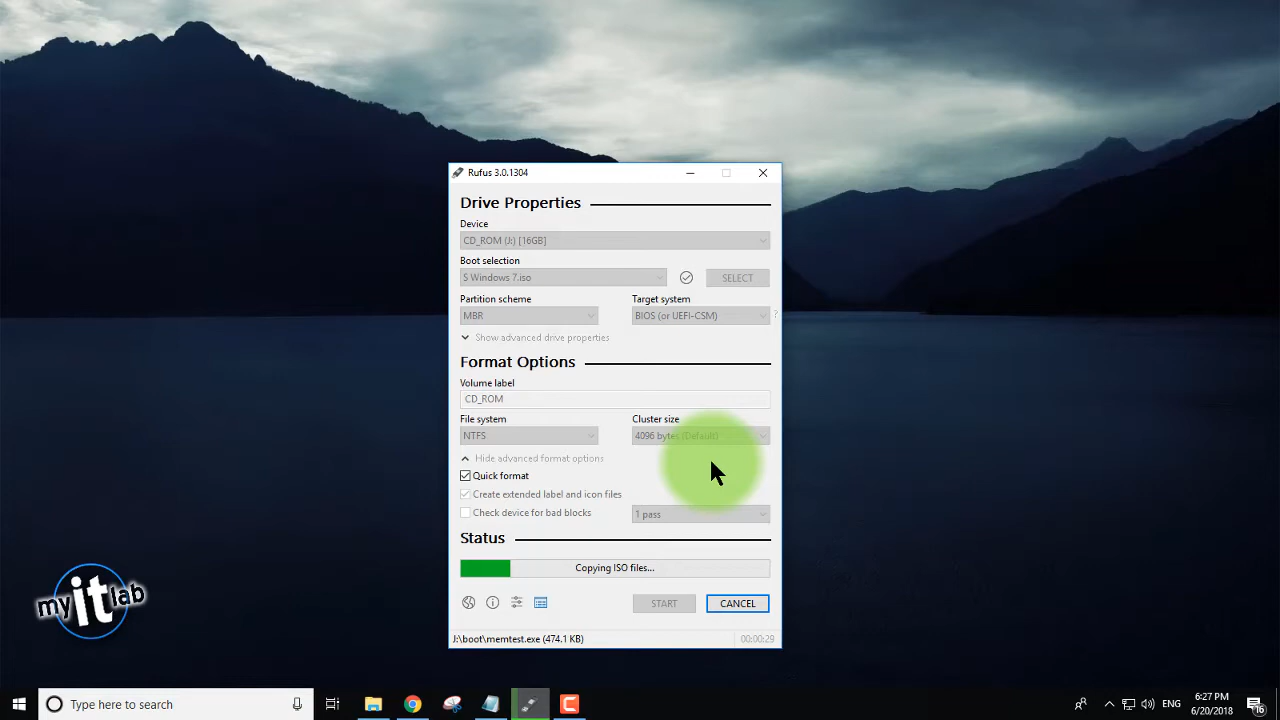 Rufus 3.0.1304
Drive Properties
Device
CD_ROM (J:) [16GB]
Boot selection
S Windows 7.iso
SELECT
Partition scheme
Target system
MBR
BIOS (or UEFI-CSM)
?
Show advanced drive properties
Format Options
Volume label
CD_ROM
File system
Cluster size
NTFS
4096 bytes (Default)
Hide advanced format options
Quick format
Create extended label and icon files
Check device for bad blocks
1 pass
Status
Copying ISO files...
START
CANCEL
J:\boot\memtest.exe (474.1 KB)
00:00:29
my it lab
Type here to search
ENG
6:27 PM
6/20/2018
16